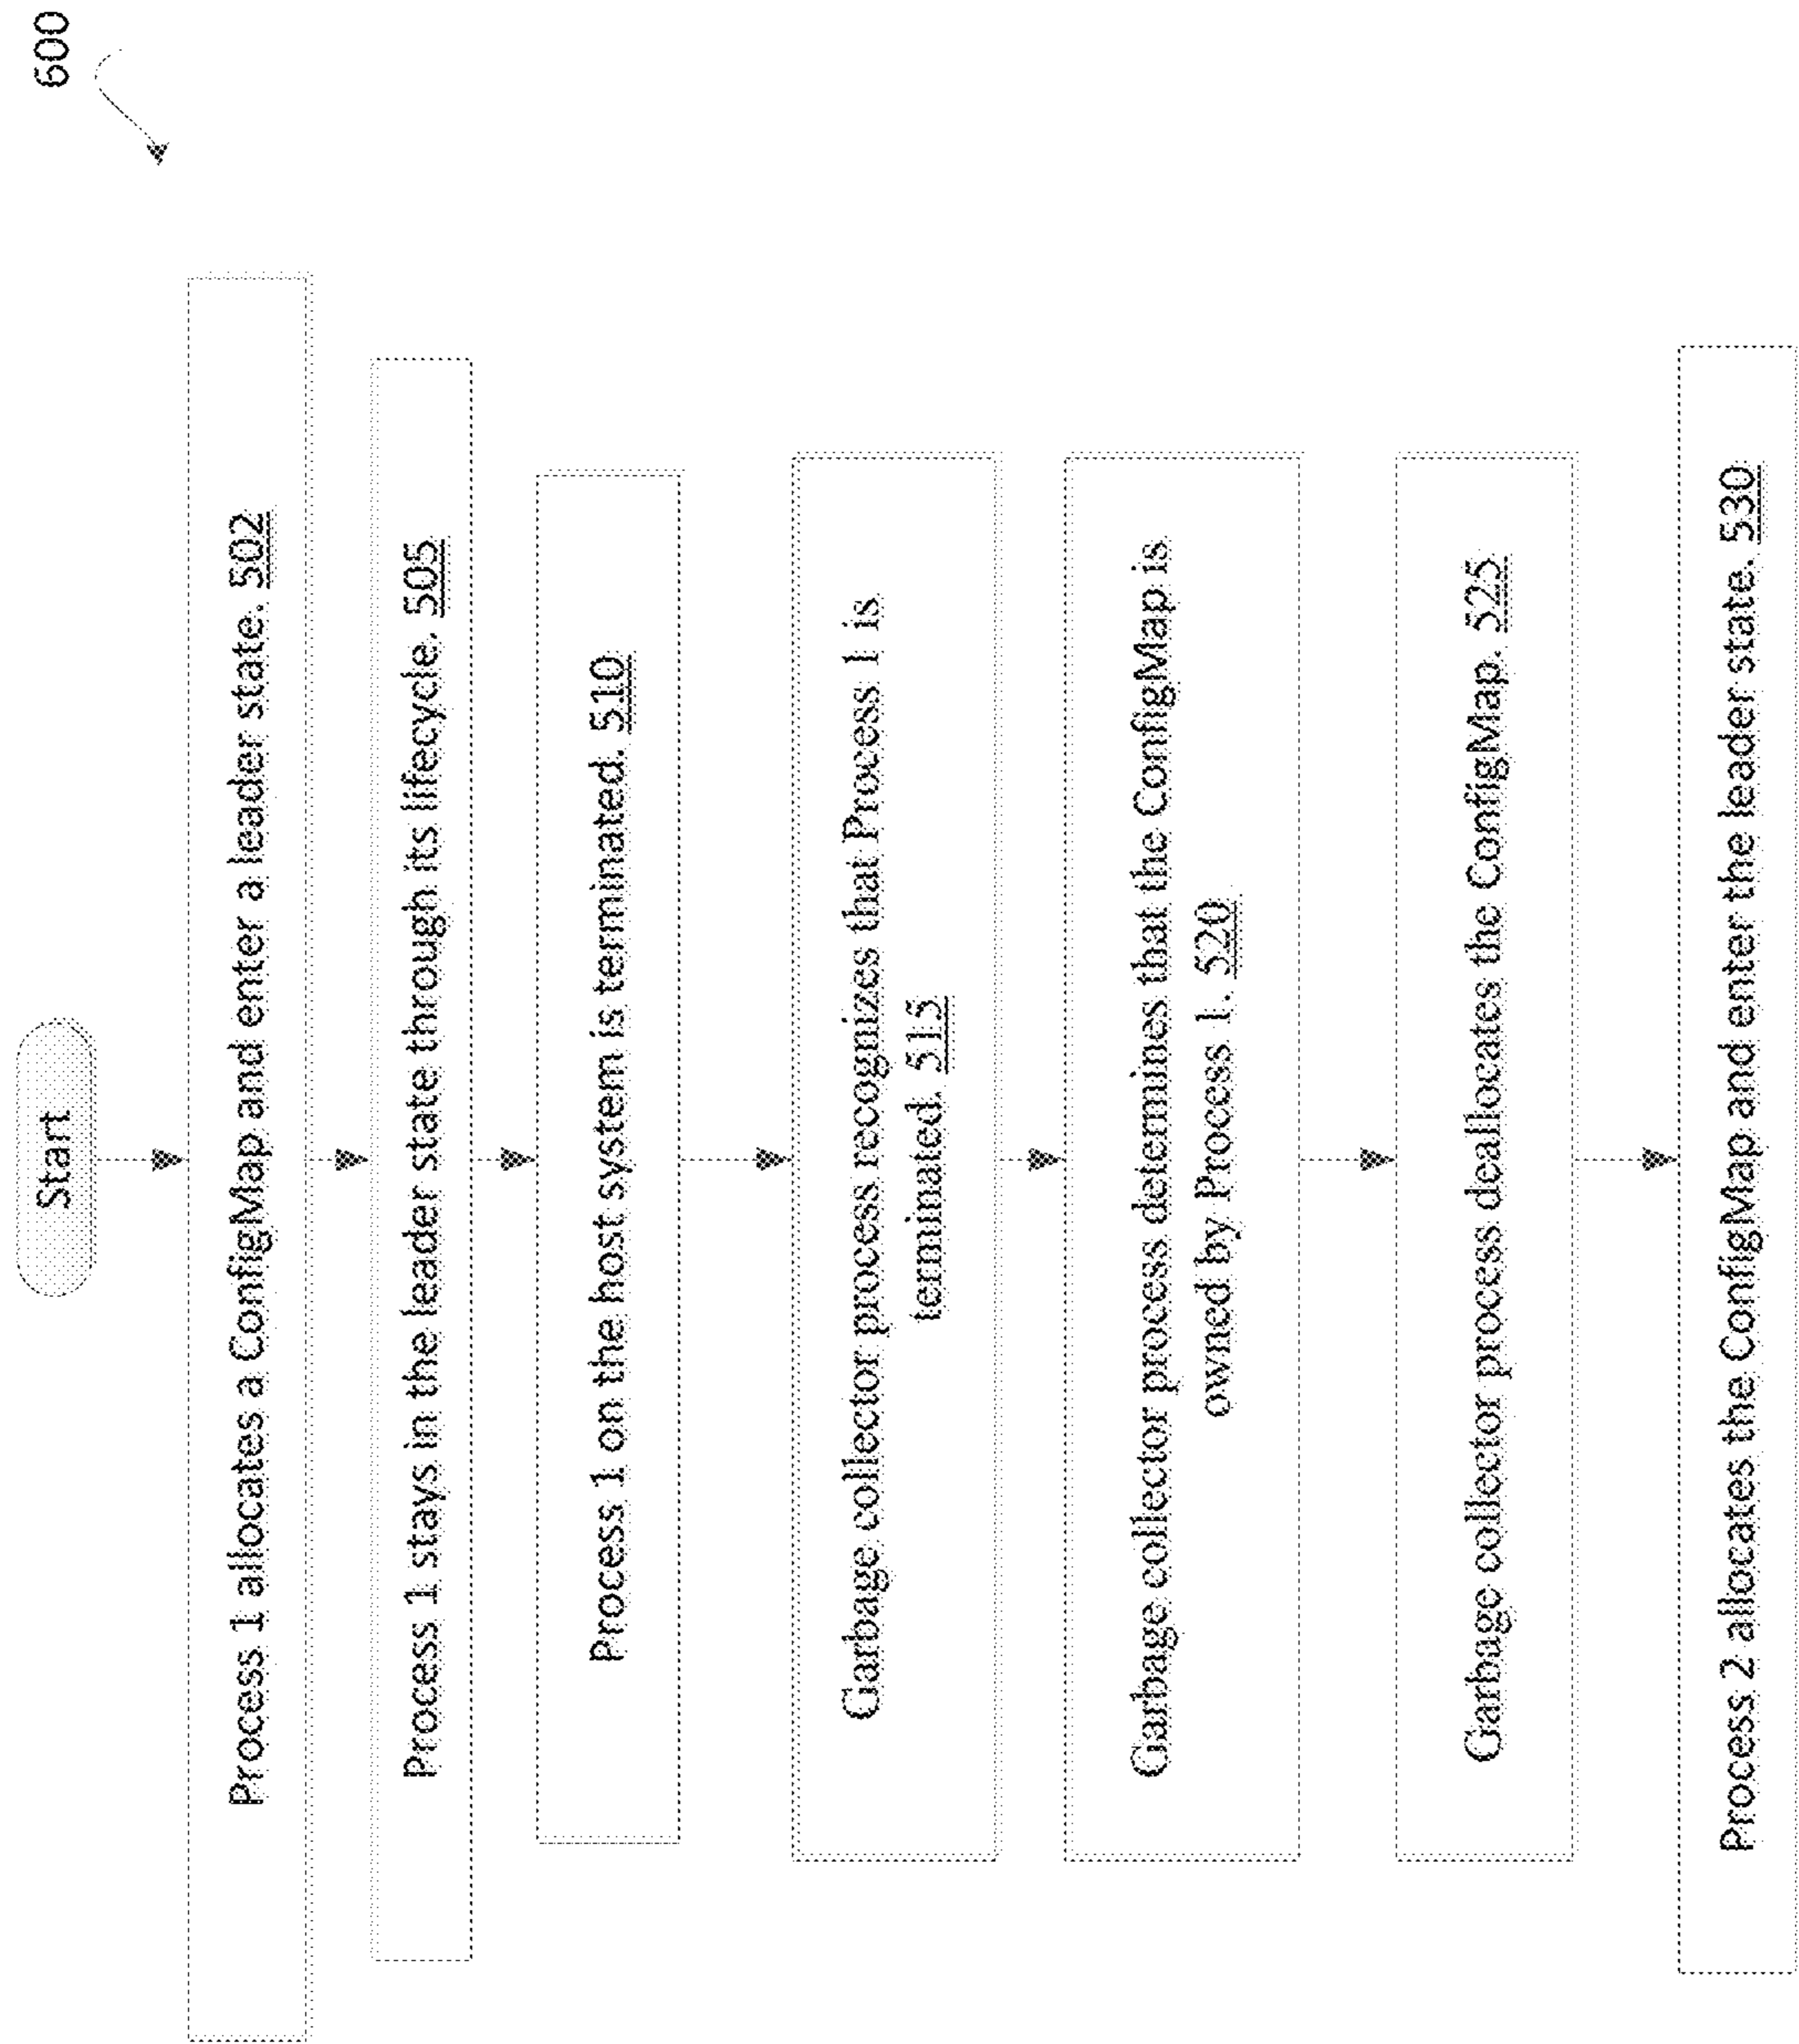 600
Start
Process 1 allocates a ConfigMap and enter a leader state. 502
Process 1 stays in the leader state through its lifecycle. 505
Process 1 on the host system is terminated. 510
Garbage collector process recognizes that Process 1 is
terminated. 515
Garbage collector process determines that the ConfigMap is
owned by Process 1. 520
Garbage collector process deallocates the ConfigMap. 525
Process 2 allocates the ConfigMap and enter the leader state. 530